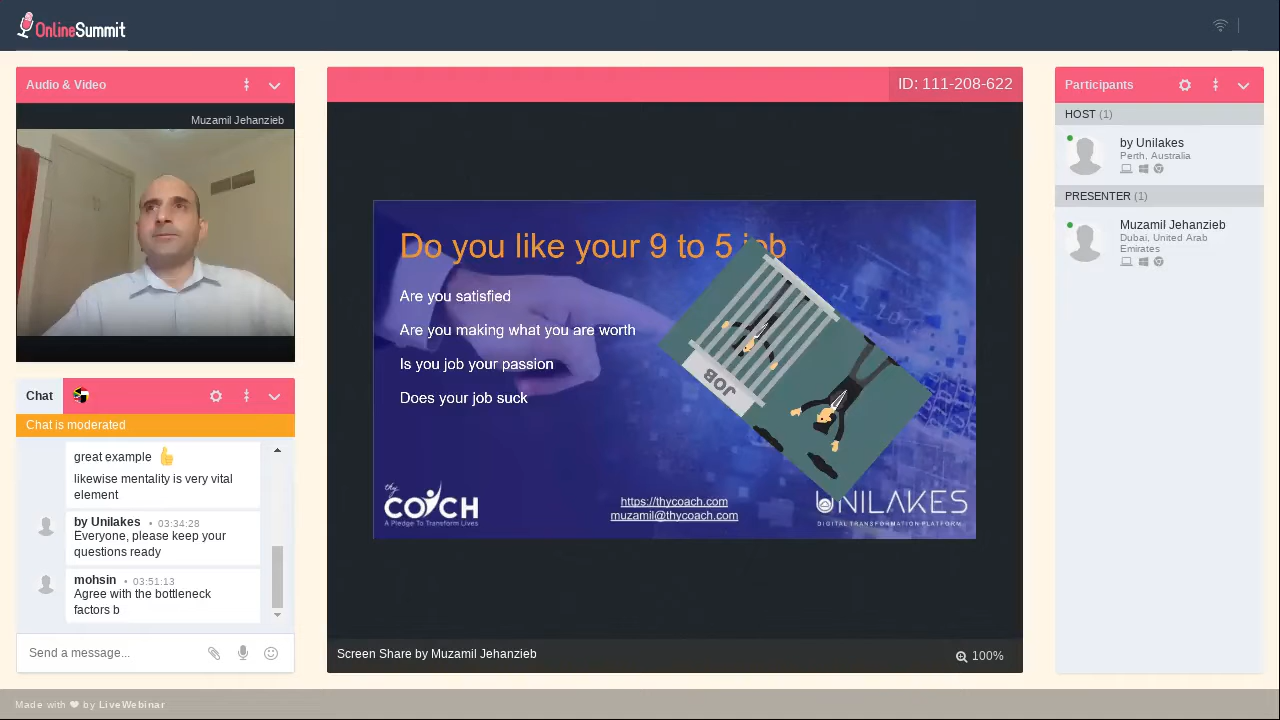 OnlineSummit
Audio & Video
Muzamil Jehanzieb
Chat
Chat is moderated
great example
likewise mentality is very vital
element
by Unilakes • 03:34:28
Everyone, please keep your
questions ready
mohsin • 03:51:13
Agree with the bottleneck
factors b
Send a message...
ID: 111-208-622
Do you like your 9 to 5 job
Are you satisfied
Are you making what you are worth
Is you job your passion
Does your job suck
JOB
thy
COACH
A Pledge To Transform Lives
https://thycoach.com
muzamil@thycoach.com
UNILAKES
DIGITAL TRANSFORMATION PLATFORM
Screen Share by Muzamil Jehanzieb
100%
Participants
HOST (1)
by Unilakes
Perth, Australia
PRESENTER (1)
Muzamil Jehanzieb
Dubai, United Arab
Emirates
Made with ❤ by LiveWebinar